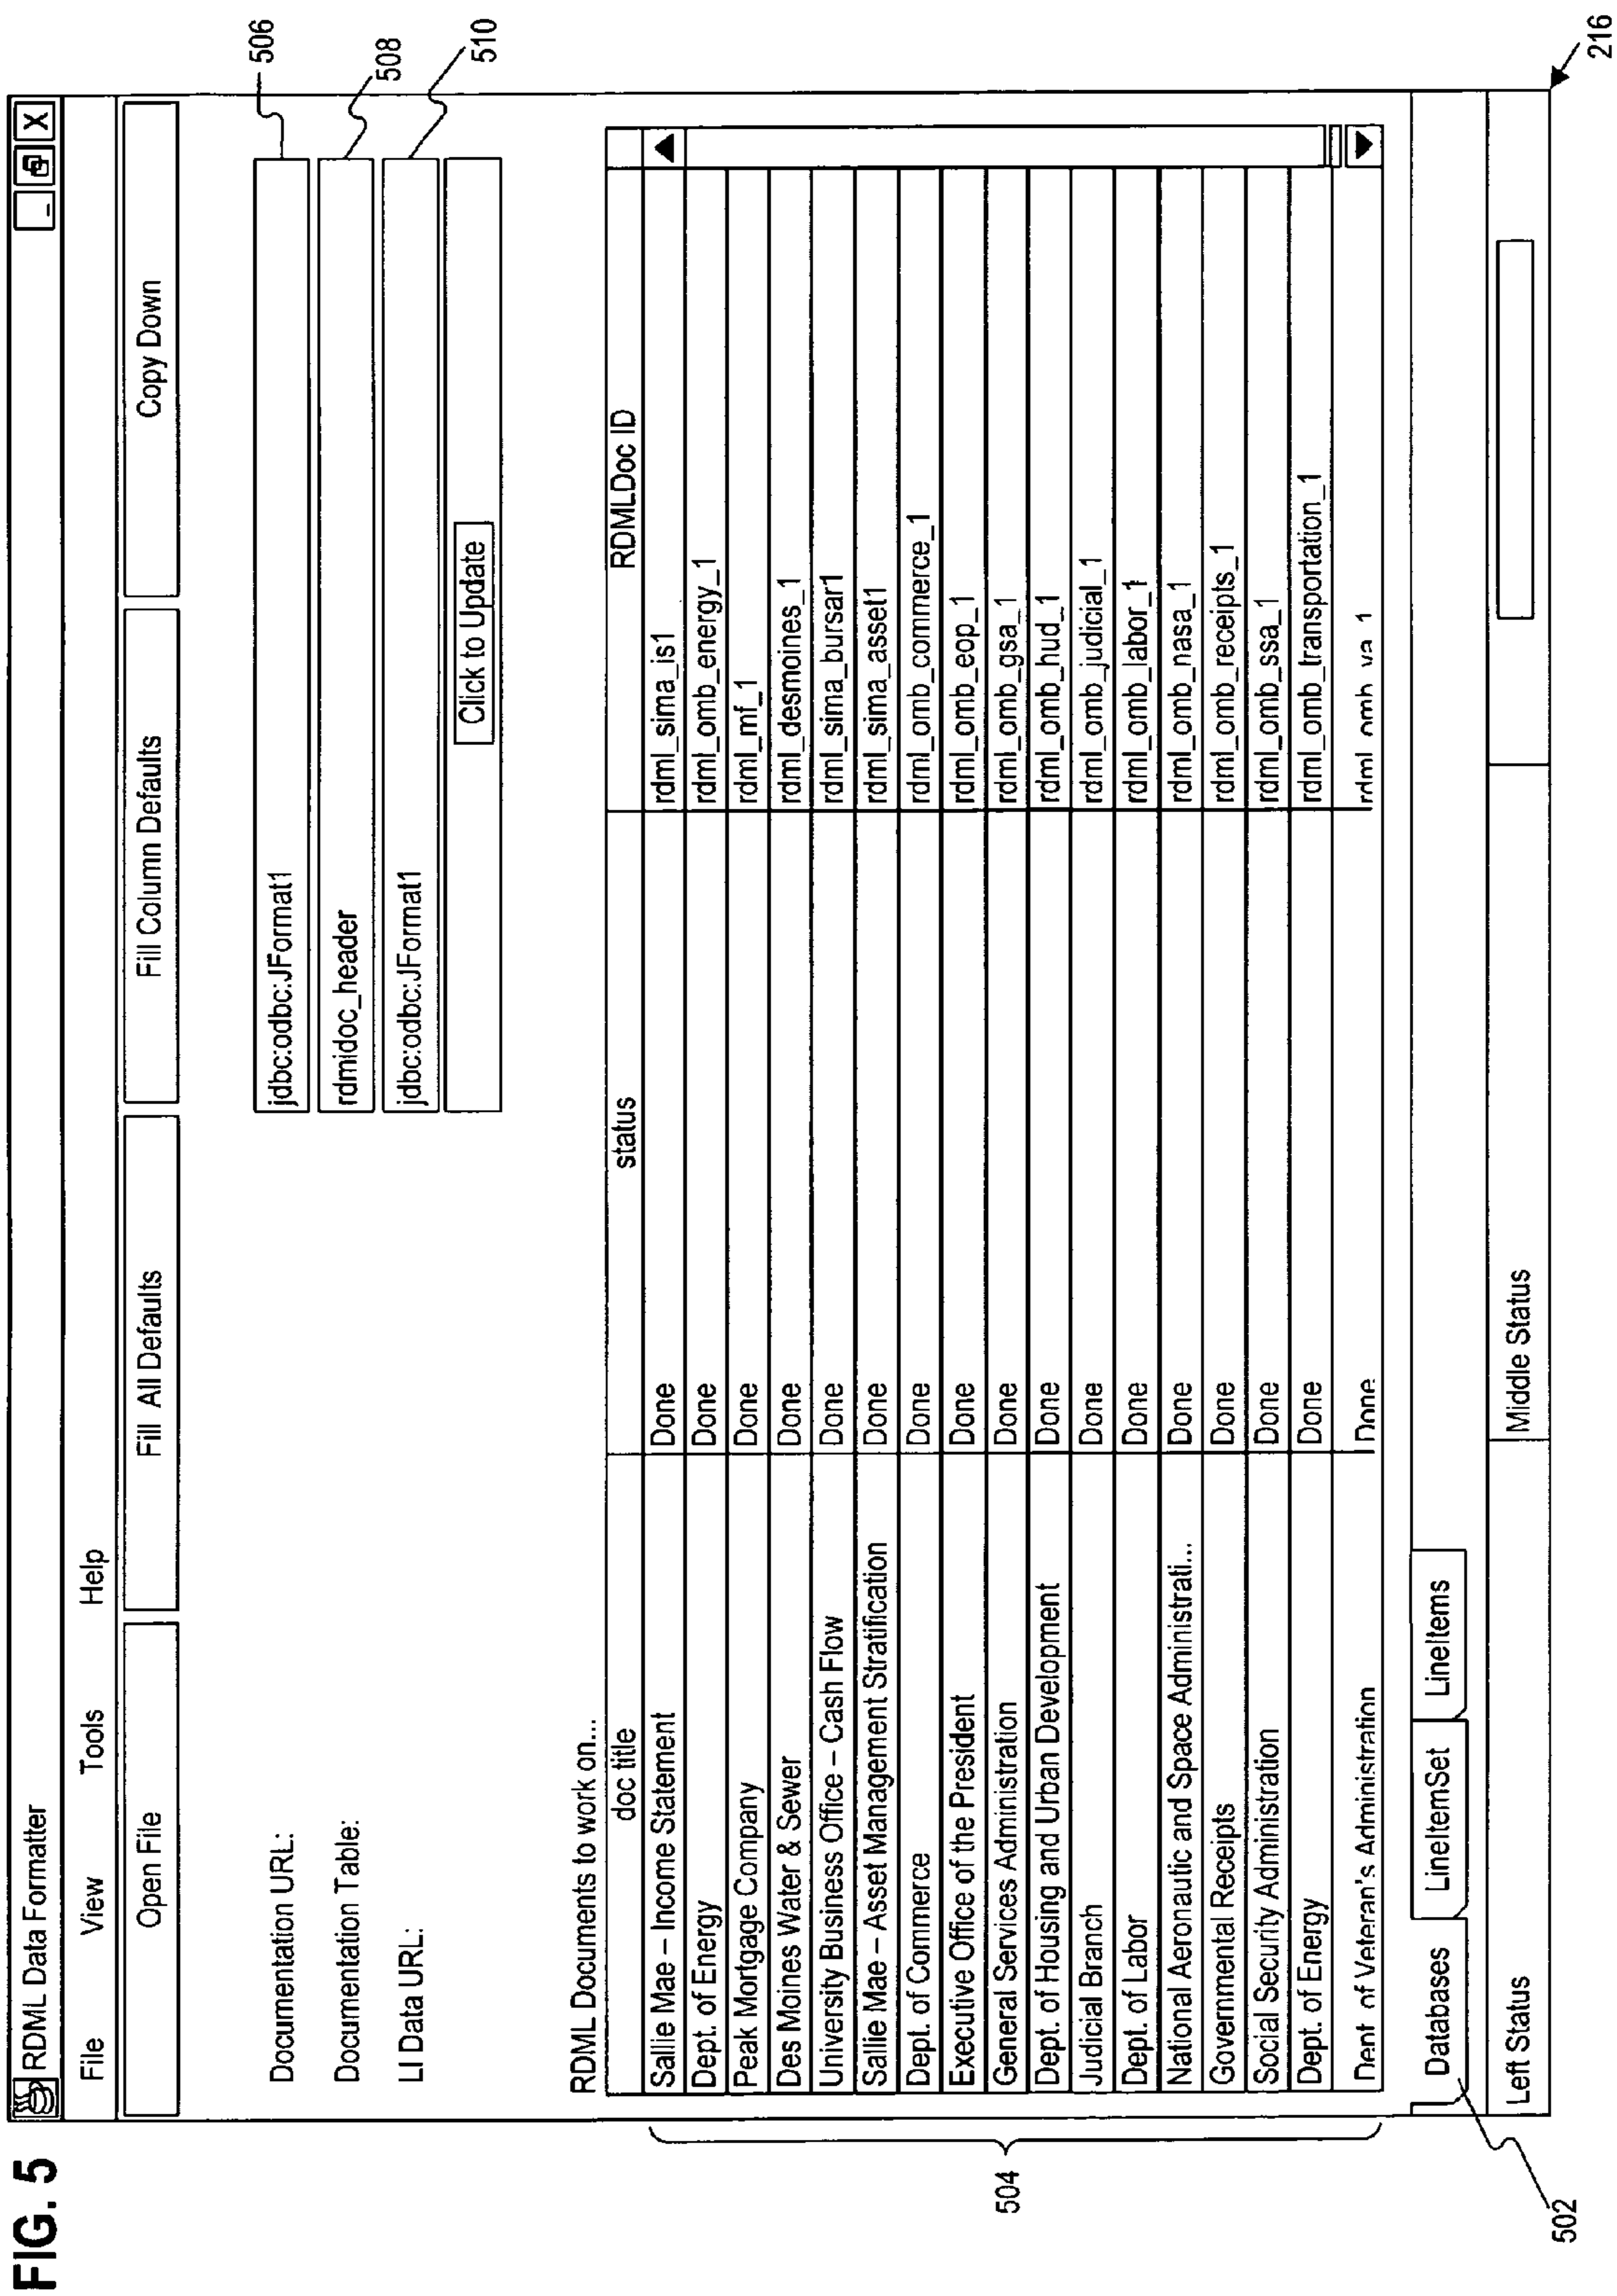 FIG. 5
RDML Data Formatter
_ X
File View Tools Help
Open File Fill All Defaults Fill Column Defaults Copy Down
Documentation URL: jdbc:odbc:JFormat1 506
Documentation Table: rdmidoc_header 508
LI Data URL: jdbc:odbc:JFormat1 510
Click to Update
RDML Documents to work on...
doc title status RDMLDoc ID
Sallie Mae – Income Statement Done rdml_sima_is1
Dept. of Energy Done rdml_omb_energy_1
Peak Mortgage Company Done rdml_mf_1
Des Moines Water & Sewer Done rdml_desmoines_1
University Business Office – Cash Flow Done rdml_sima_bursar1
Sallie Mae – Asset Management Stratification Done rdml_sima_asset1
Dept. of Commerce Done rdml_omb_commerce_1
Executive Office of the President Done rdml_omb_eop_1
General Services Administration Done rdml_omb_gsa_1
Dept. of Housing and Urban Development Done rdml_omb_hud_1
Judicial Branch Done rdml_omb_judicial_1
Dept. of Labor Done rdml_omb_labor_1
National Aeronautic and Space Administrati... Done rdml_omb_nasa_1
Governmental Receipts Done rdml_omb_receipts_1
Social Security Administration Done rdml_omb_ssa_1
Dept. of Energy Done rdml_omb_transportation_1
Dept of Veteran's Administration Done rdml_omb_va_1
504
Databases LineItemSet LineItems
502
Left Status Middle Status
216